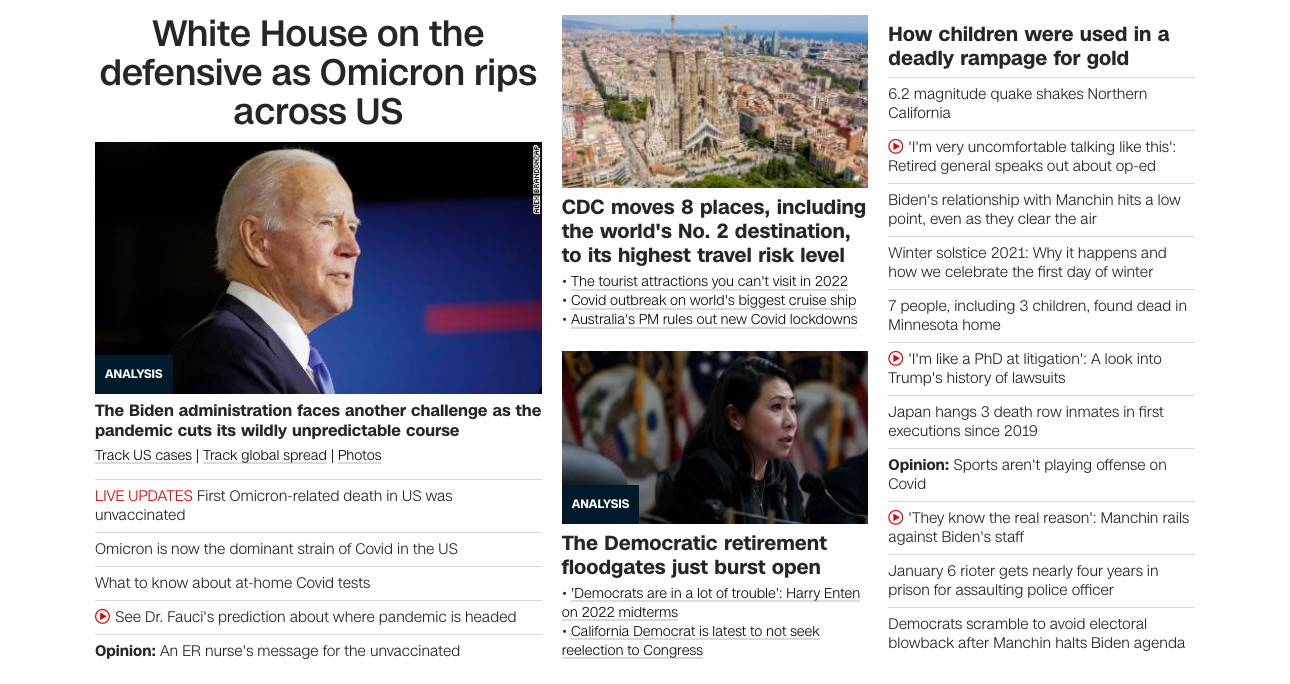 White House on the
defensive as Omicron rips
across US
ALEX BRANDON/AP
ANALYSIS
The Biden administration faces another challenge as the
pandemic cuts its wildly unpredictable course
Track US cases | Track global spread | Photos
LIVE UPDATES First Omicron-related death in US was
unvaccinated
Omicron is now the dominant strain of Covid in the US
What to know about at-home Covid tests
See Dr. Fauci's prediction about where pandemic is headed
Opinion: An ER nurse's message for the unvaccinated
CDC moves 8 places, including
the world's No. 2 destination,
to its highest travel risk level
• The tourist attractions you can't visit in 2022
• Covid outbreak on world's biggest cruise ship
• Australia's PM rules out new Covid lockdowns
ANALYSIS
The Democratic retirement
floodgates just burst open
• 'Democrats are in a lot of trouble': Harry Enten
on 2022 midterms
• California Democrat is latest to not seek
reelection to Congress
How children were used in a
deadly rampage for gold
6.2 magnitude quake shakes Northern
California
'I'm very uncomfortable talking like this':
Retired general speaks out about op-ed
Biden's relationship with Manchin hits a low
point, even as they clear the air
Winter solstice 2021: Why it happens and
how we celebrate the first day of winter
7 people, including 3 children, found dead in
Minnesota home
'I'm like a PhD at litigation': A look into
Trump's history of lawsuits
Japan hangs 3 death row inmates in first
executions since 2019
Opinion: Sports aren't playing offense on
Covid
'They know the real reason': Manchin rails
against Biden's staff
January 6 rioter gets nearly four years in
prison for assaulting police officer
Democrats scramble to avoid electoral
blowback after Manchin halts Biden agenda